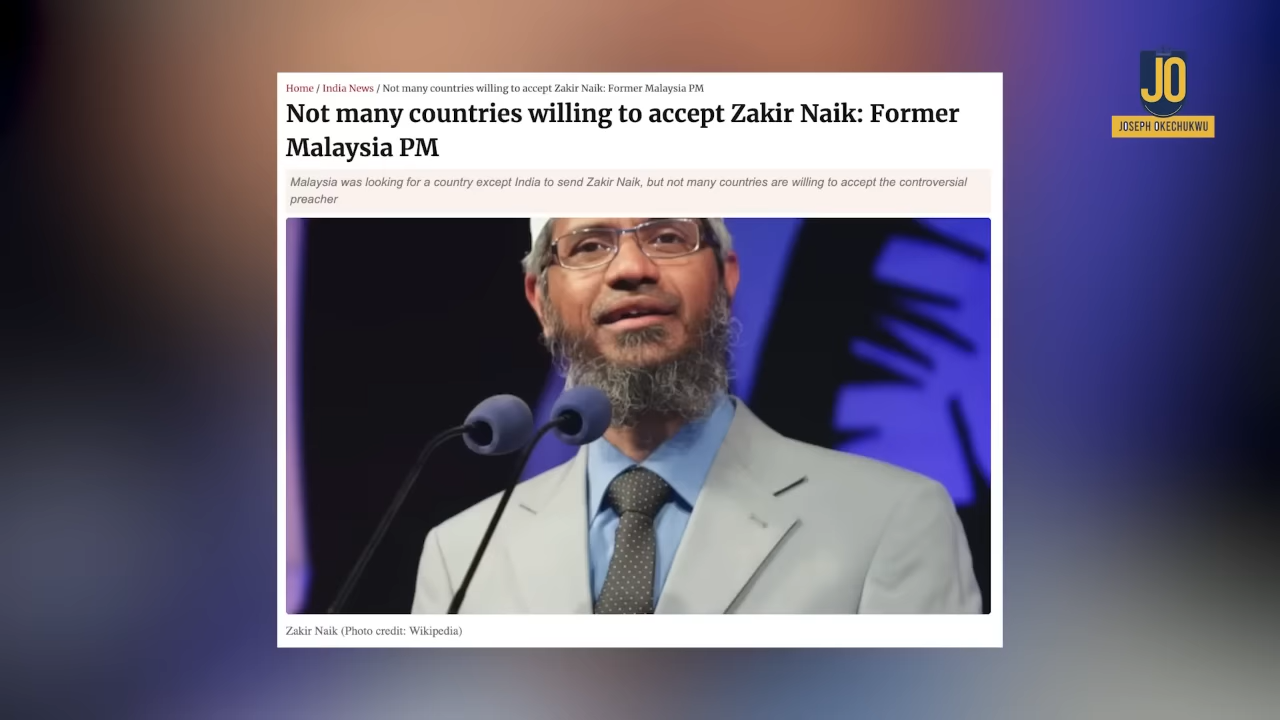 Home / India News / Not many countries willing to accept Zakir Naik: Former Malaysia PM
Not many countries willing to accept Zakir Naik: Former
Malaysia PM
Malaysia was looking for a country except India to send Zakir Naik, but not many countries are willing to accept the controversial
preacher
Zakir Naik (Photo credit: Wikipedia)
JO
JOSEPH OKECHUKWU